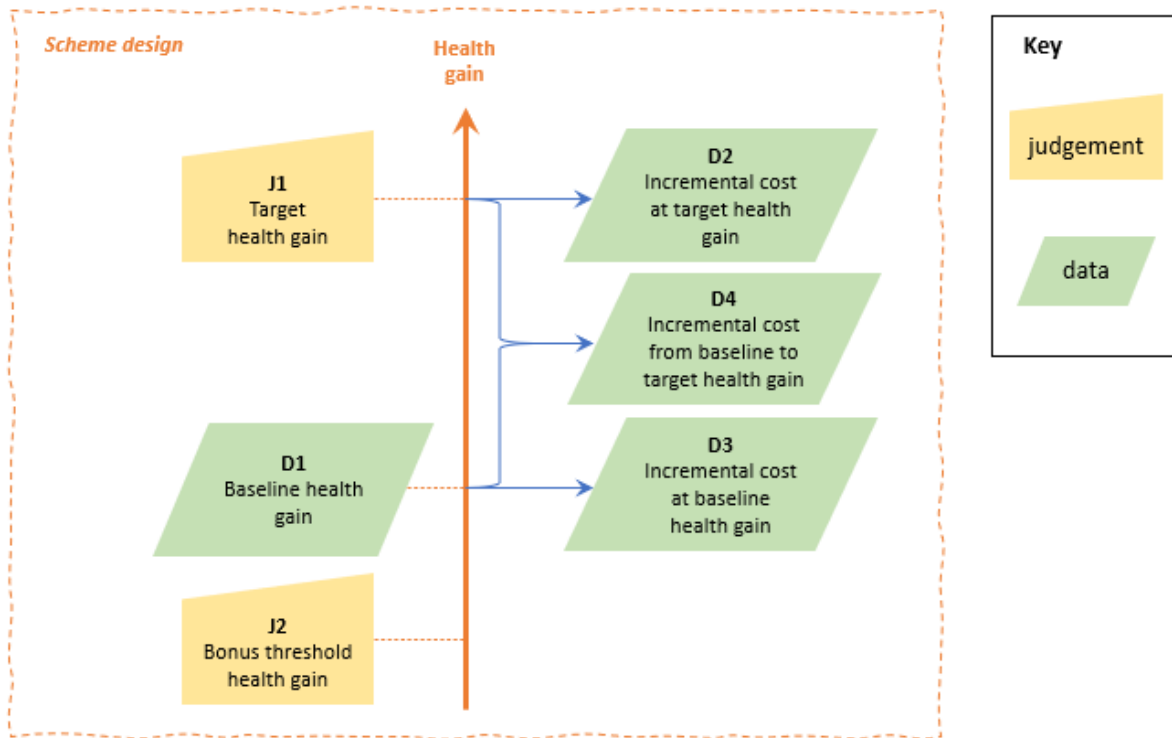 Scheme design
Health
gain
Key
judgement
data
J1
Target
health gain
D2
Incremental cost
at target health
gain
D4
Incremental cost
from baseline to
target health gain
D1
Baseline health
gain
D3
Incremental cost
at baseline
health gain
J2
Bonus threshold
health gain